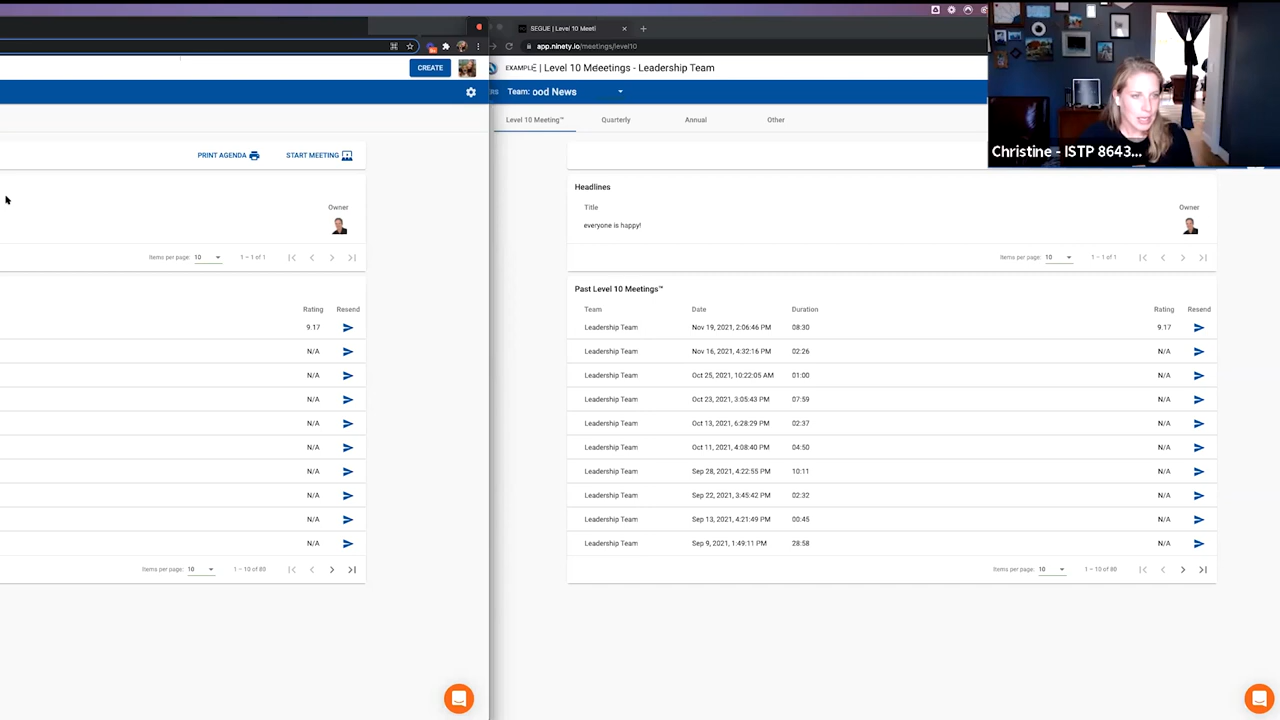 SEGUE | Level 10 Meeti
app.ninety.io/meetings/level10
CREATE
EXAMPLE | Level 10 Meetings - Leadership Team
Team: ood News
Level 10 Meeting™ Quarterly Annual Other
Christine - ISTP 8643...
PRINT AGENDA START MEETING
Headlines
Owner
Title Owner
everyone is happy!
Items per page: 10 1 – 1 of 1
Items per page: 10 1 – 1 of 1
Past Level 10 Meetings™
Rating Resend
Team Date Duration Rating Resend
9.17
Leadership Team Nov 19, 2021, 2:06:46 PM 08:30 9.17
N/A
Leadership Team Nov 16, 2021, 4:32:16 PM 02:26 N/A
N/A
Leadership Team Oct 25, 2021, 10:22:05 AM 01:00 N/A
N/A
Leadership Team Oct 23, 2021, 3:05:43 PM 07:59 N/A
N/A
Leadership Team Oct 13, 2021, 6:28:29 PM 02:37 N/A
N/A
Leadership Team Oct 11, 2021, 4:08:40 PM 04:50 N/A
N/A
Leadership Team Sep 28, 2021, 4:22:55 PM 10:11 N/A
N/A
Leadership Team Sep 22, 2021, 3:45:42 PM 02:32 N/A
N/A
Leadership Team Sep 13, 2021, 4:21:49 PM 00:45 N/A
N/A
Leadership Team Sep 9, 2021, 1:49:11 PM 28:58 N/A
Items per page: 10 1 – 10 of 80
Items per page: 10 1 – 10 of 80